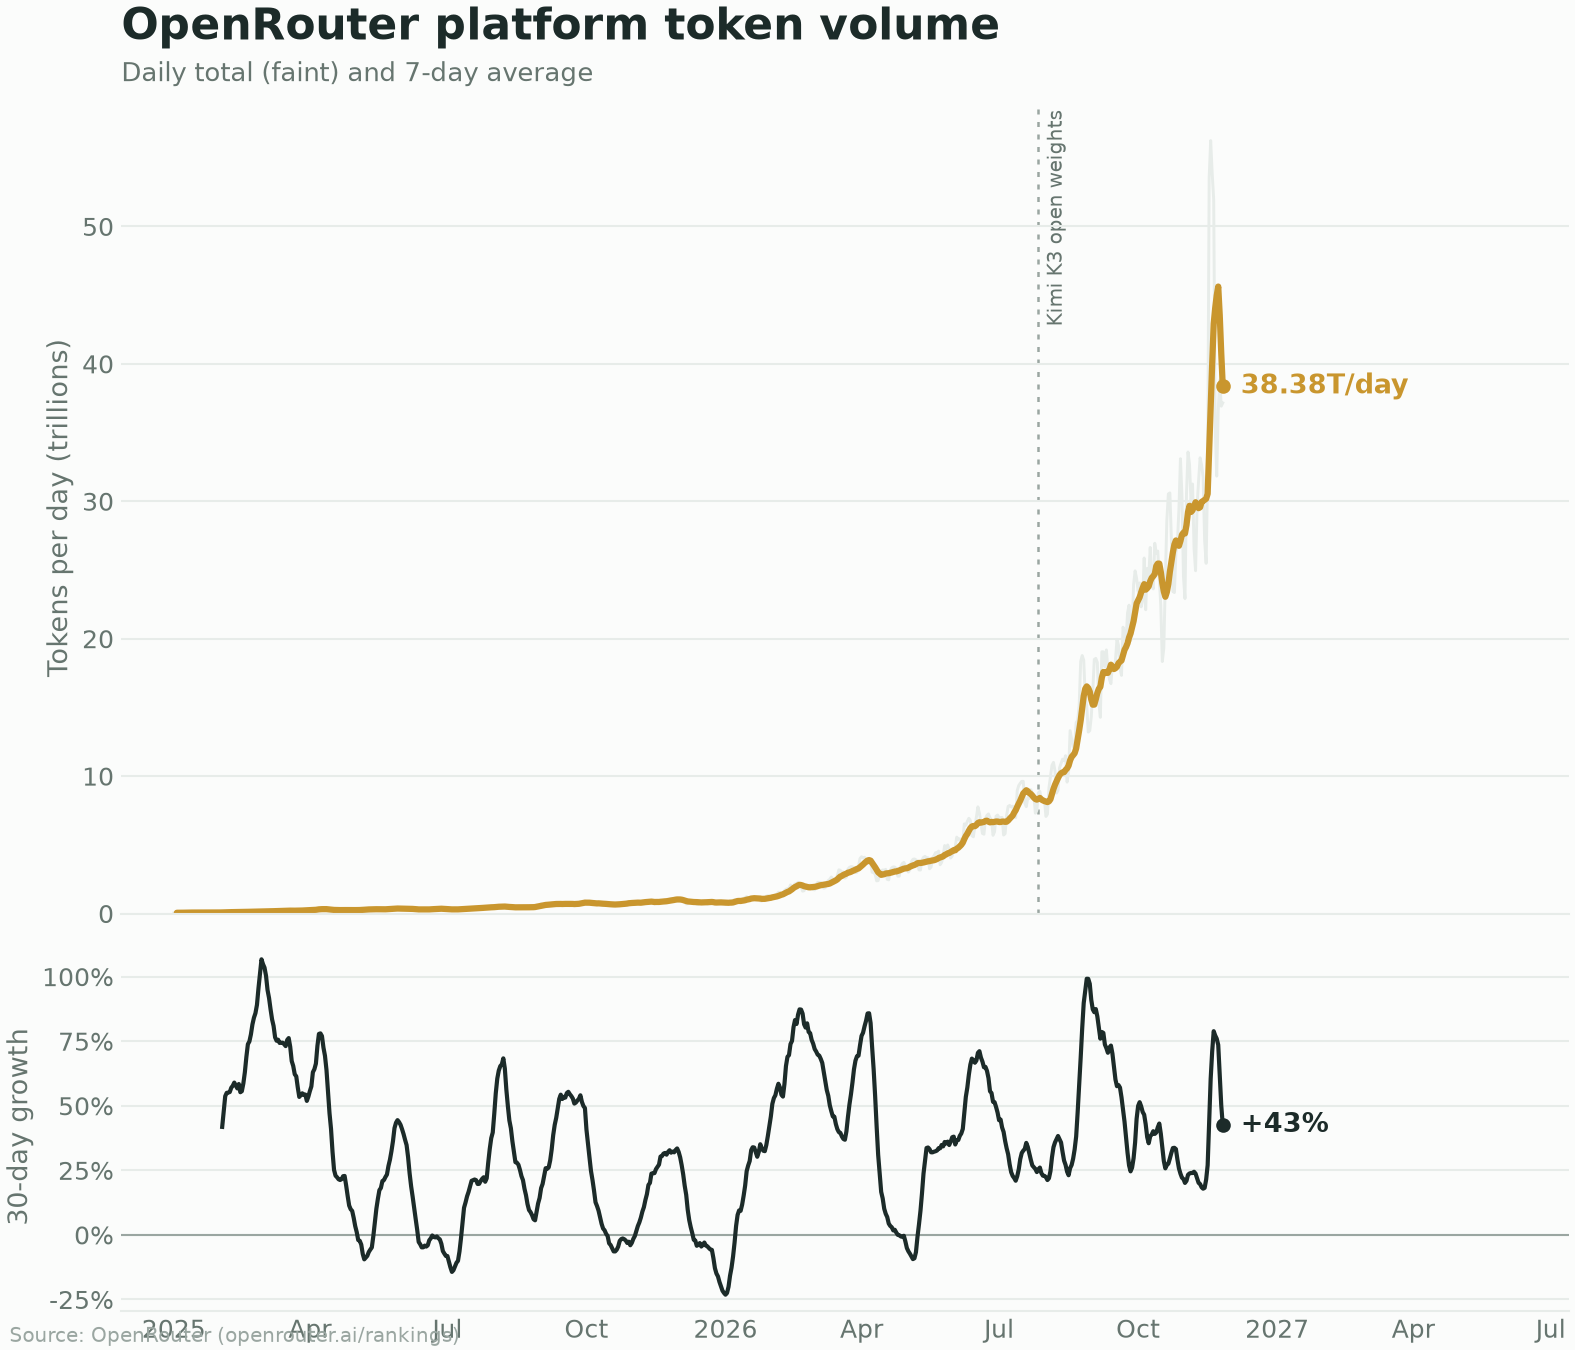 OpenRouter platform token volume
Daily total (faint) and 7-day average
Kimi K3 open weights
Tokens per day (trillions)
50
40
30
20
10
0
38.38T/day
30-day growth
100%
75%
50%
25%
0%
-25%
+43%
2025 Apr Jul Oct 2026 Apr Jul Oct 2027 Apr Jul
Source: OpenRouter (openrouter.ai/rankings)